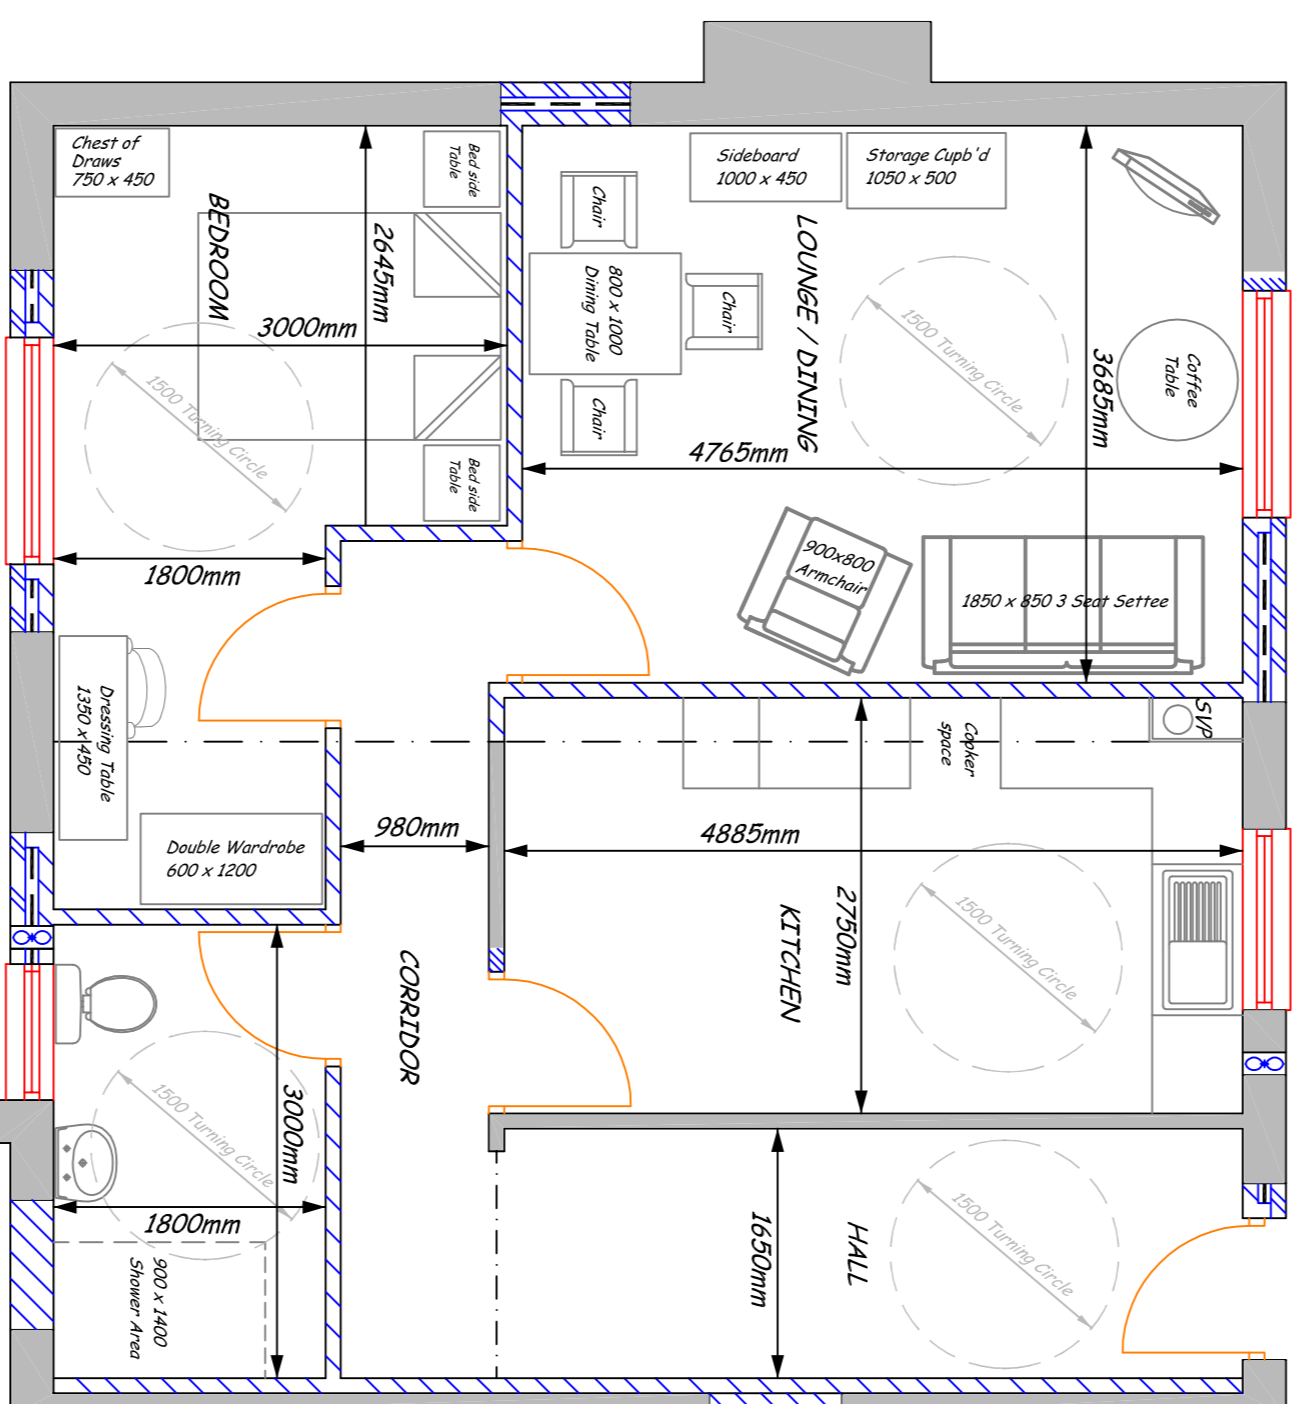 Chest of
Draws
750 x 450
Bed side
Table
BEDROOM
2645mm
3000mm
1500 Turning Circle
Bed side
Table
1800mm
Chair
800 x 1000
Dining Table
Chair
Chair
Sideboard
1000 x 450
Storage Cupb'd
1050 x 500
LOUNGE / DINING
1500 Turning Circle
3685mm
Coffee
Table
4765mm
900x800
Armchair
1850 x 850 3 Seat Settee
Dressing Table
1350 x 450
Double Wardrobe
600 x 1200
980mm
CORRIDOR
Cooker
space
SVP
4885mm
2750mm
KITCHEN
1500 Turning Circle
3000mm
1500 Turning Circle
1800mm
900 x 1400
Shower Area
1650mm
HALL
1500 Turning Circle